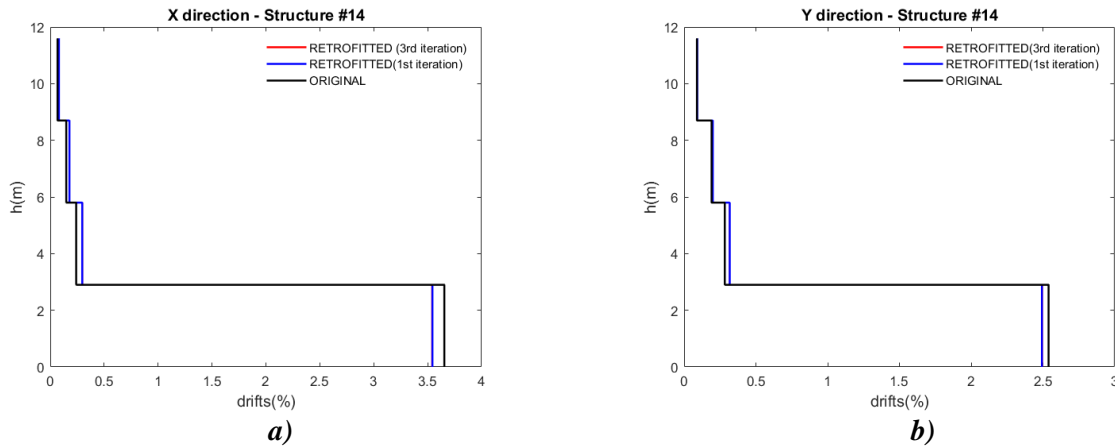 X direction - Structure #14
12
10
8
6
4
2
0
h(m)
RETROFITTED (3rd iteration)
RETROFITTED(1st iteration)
ORIGINAL
0 0.5 1 1.5 2 2.5 3 3.5 4
drifts(%)
a)
Y direction - Structure #14
12
10
8
6
4
2
0
h(m)
RETROFITTED(3rd iteration)
RETROFITTED(1st iteration)
ORIGINAL
0 0.5 1 1.5 2 2.5 3
drifts(%)
b)